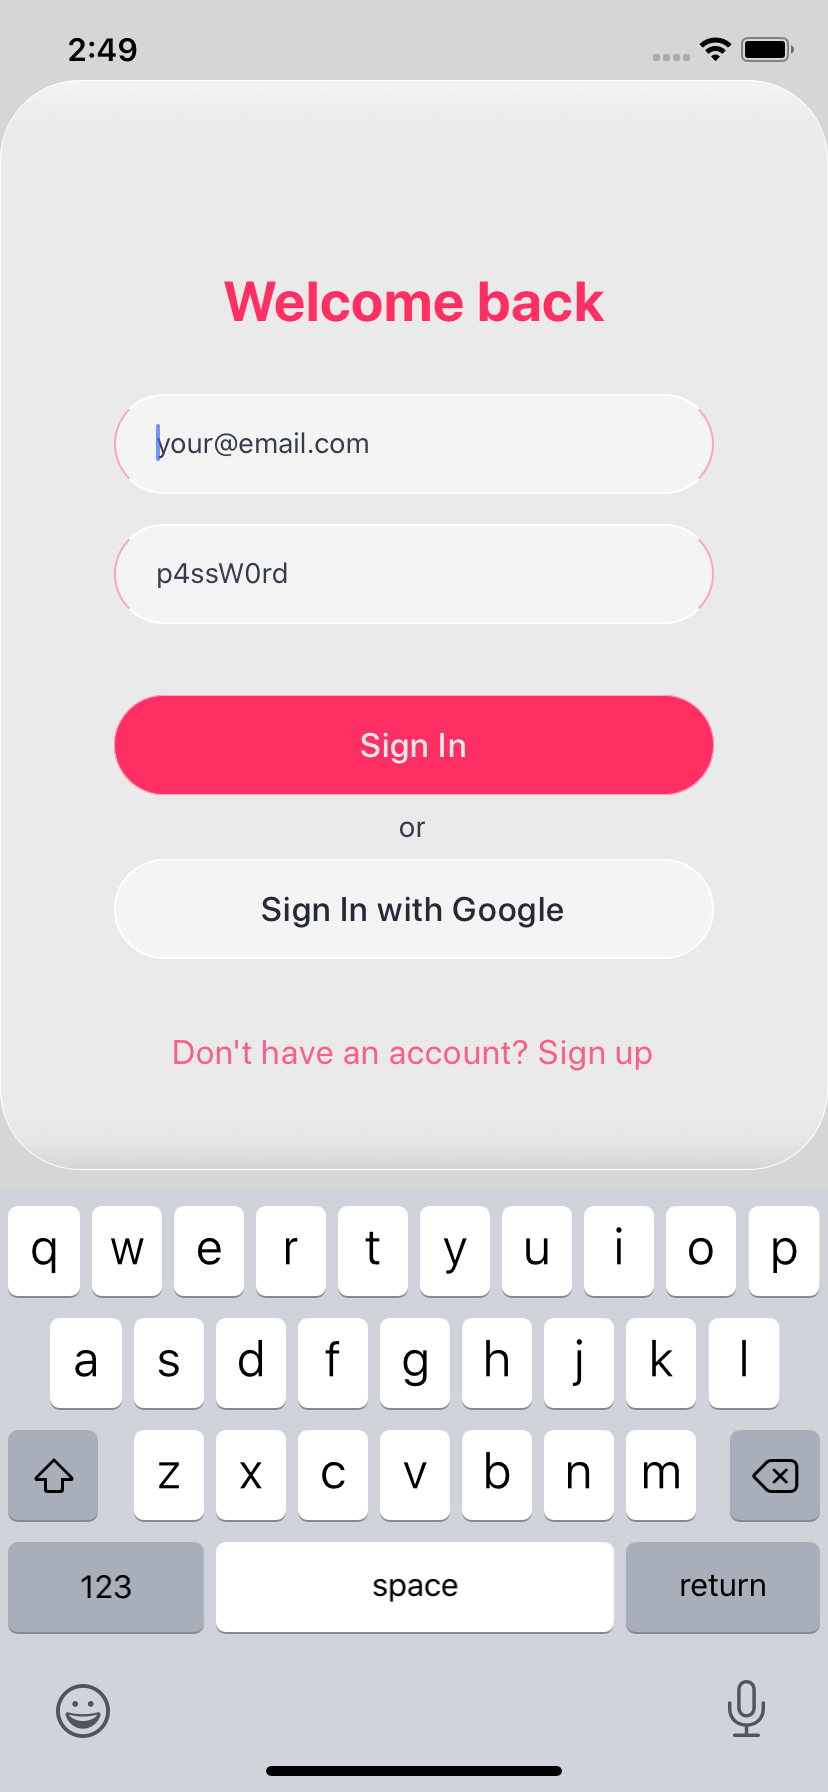 2:49
Welcome back
your@email.com
p4ssW0rd
Sign In
or
Sign In with Google
Don't have an account? Sign up
q w e r t y u i o p
a s d f g h j k l
z x c v b n m
123 space return